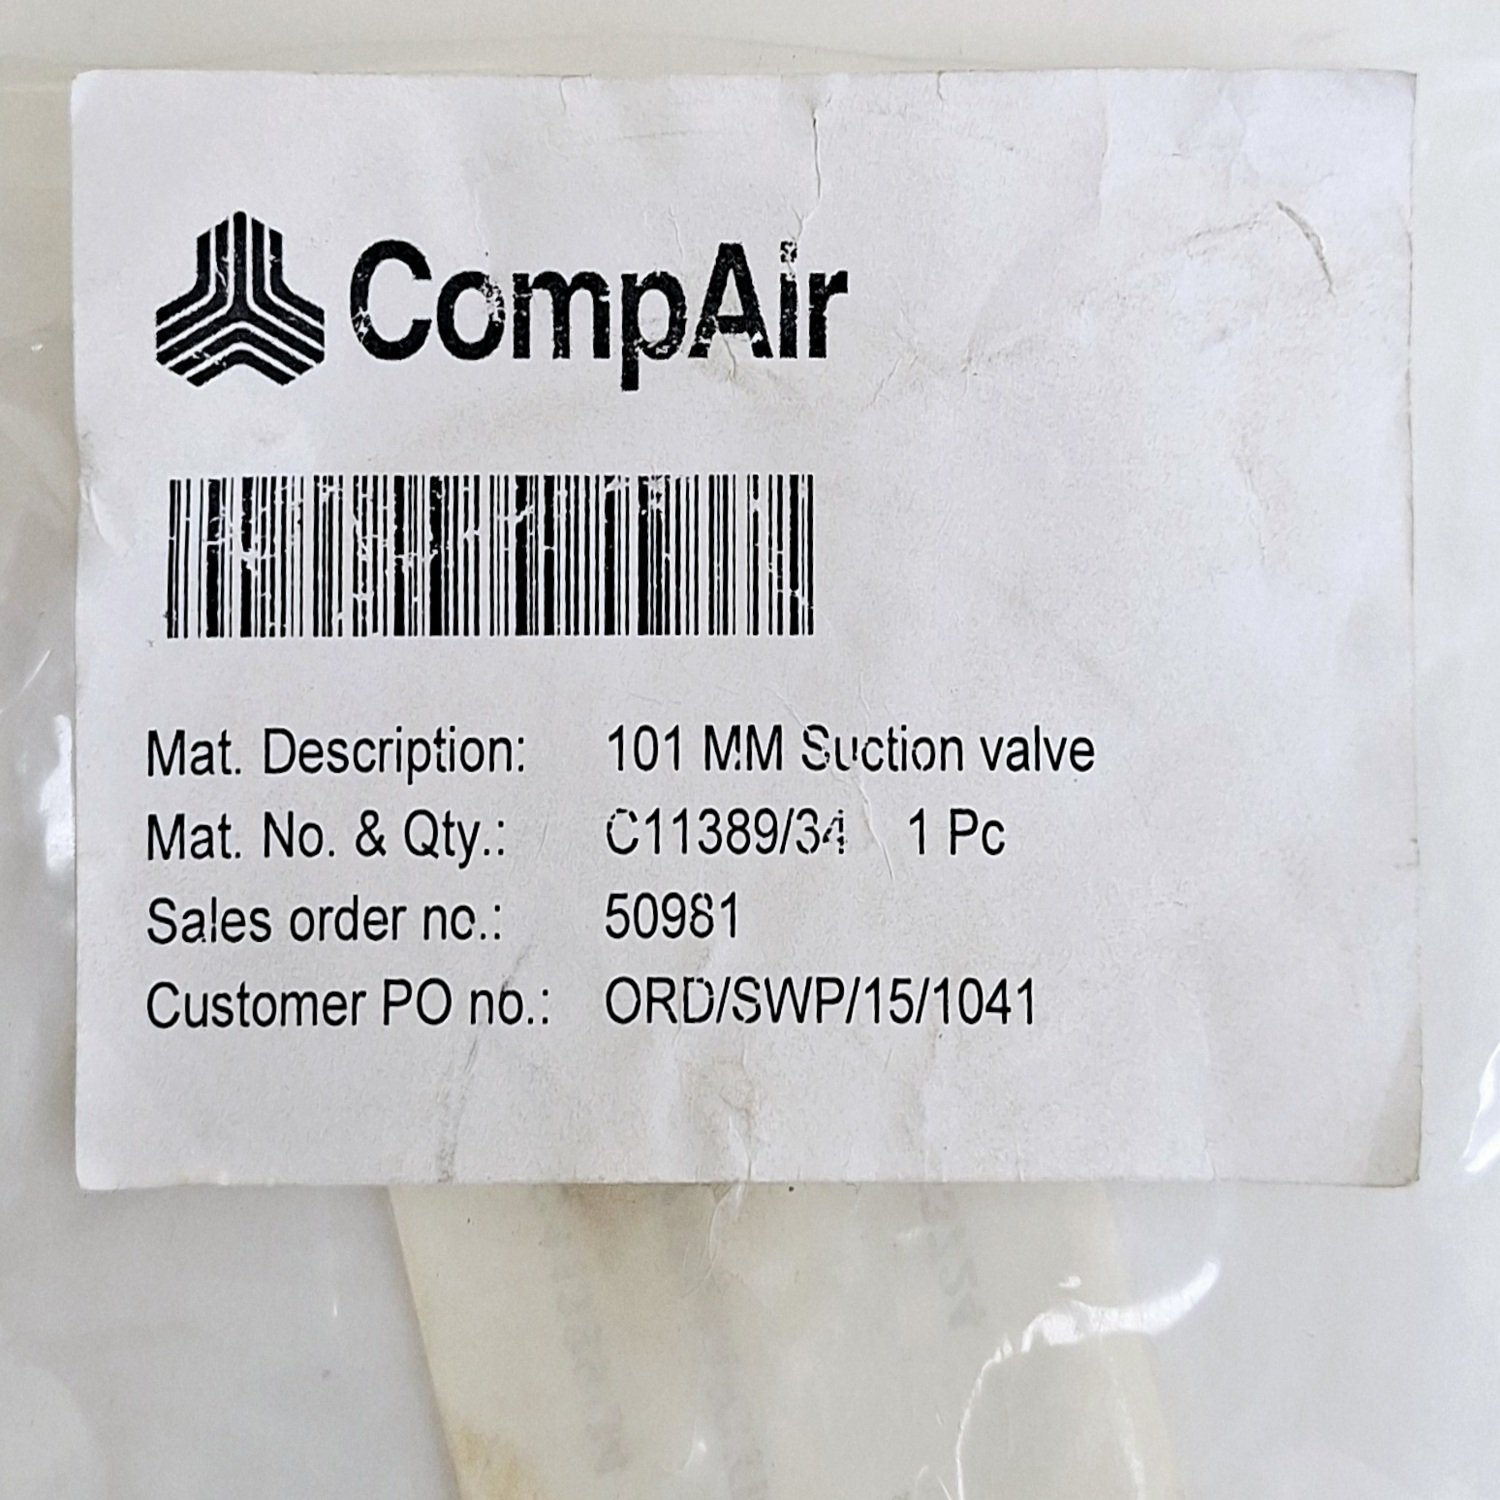 CompAir
Mat. Description: 101 MM Suction valve
Mat. No. & Qty.: C11389/34 1 Pc
Sales order no.: 50981
Customer PO no.: ORD/SWP/15/1041